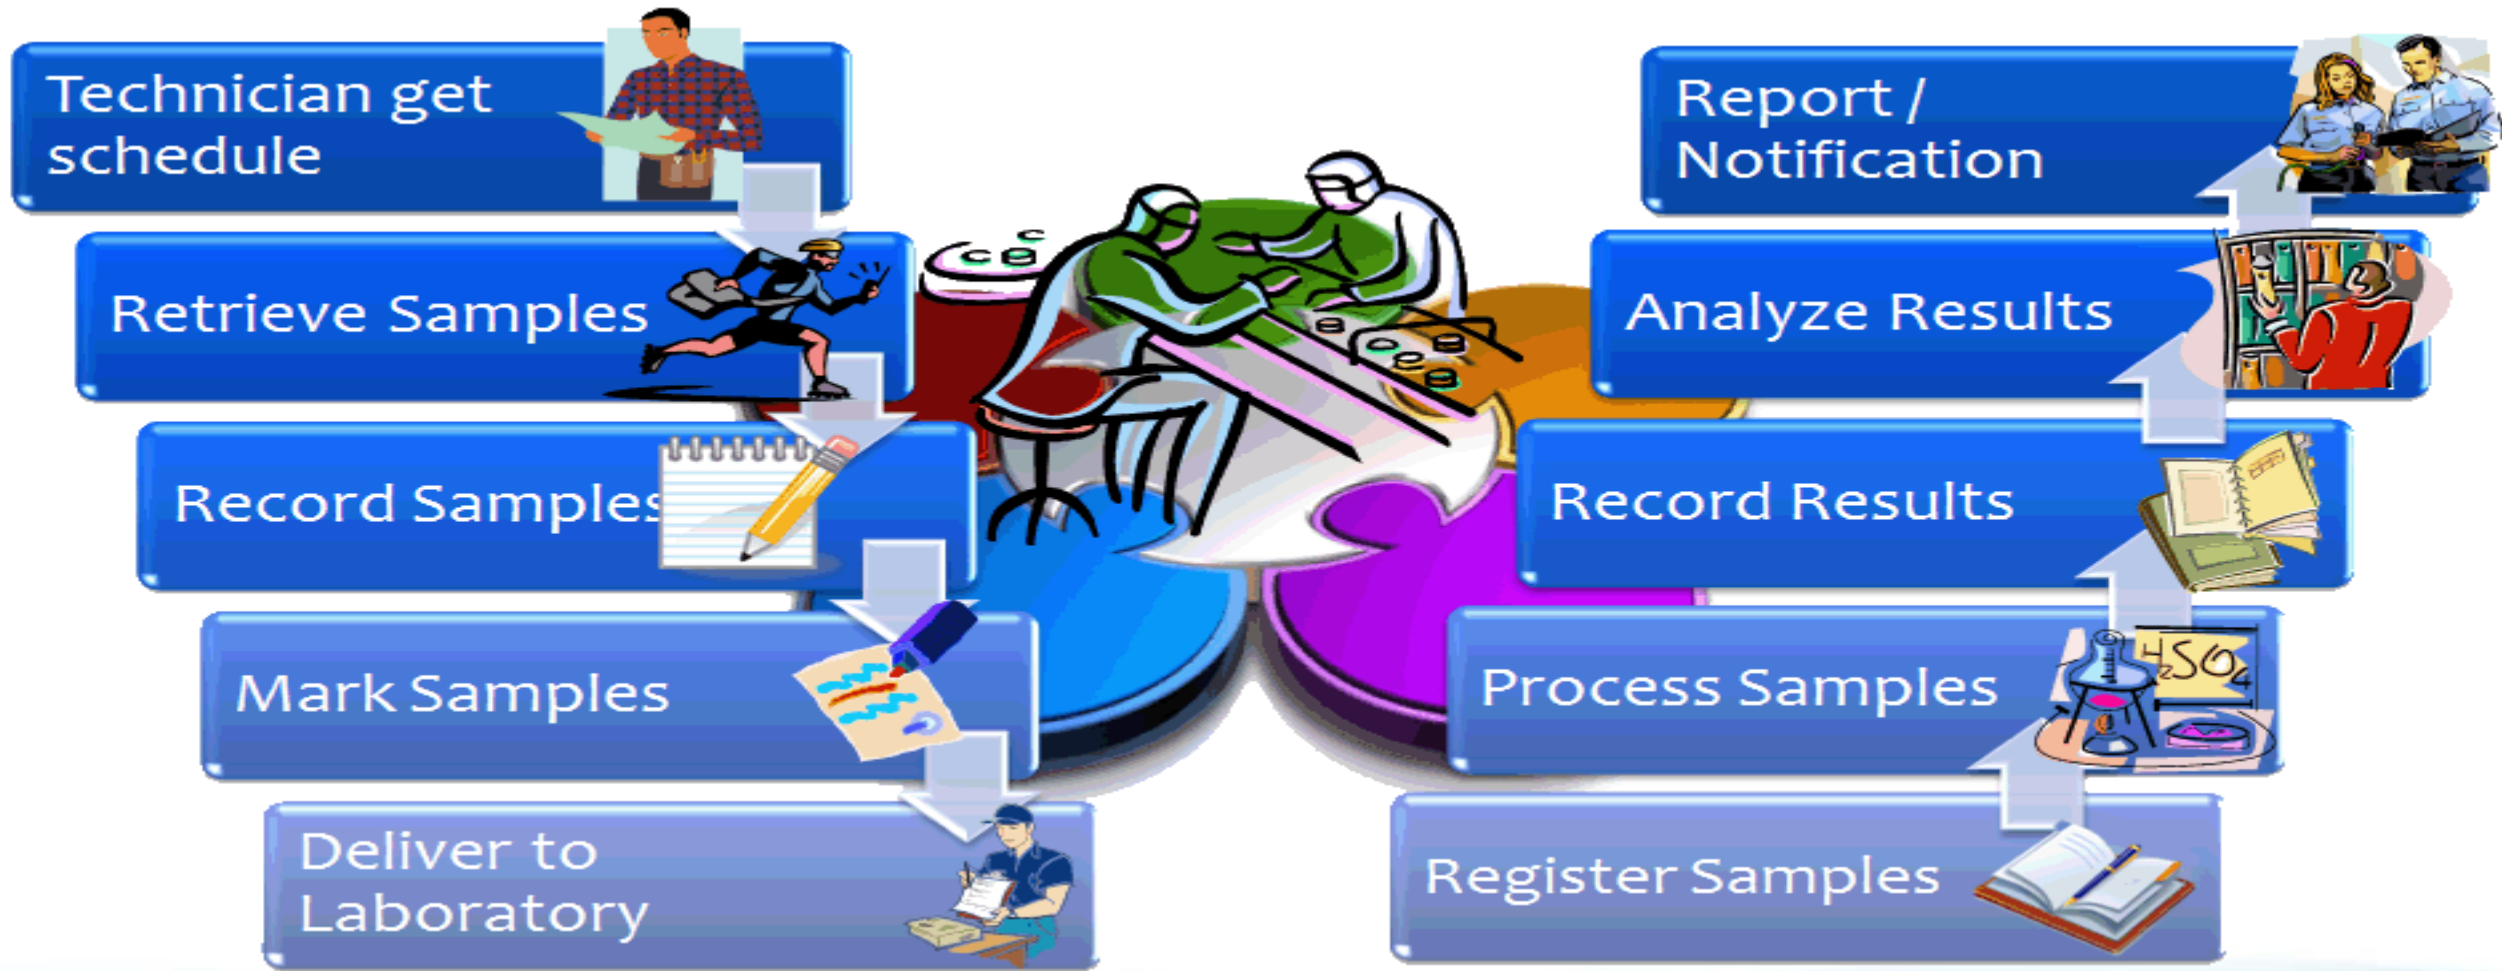 Technician get
schedule
Retrieve Samples
Record Samples
Mark Samples
Deliver to
Laboratory
Report /
Notification
Analyze Results
Record Results
Process Samples
H2SO4
Register Samples